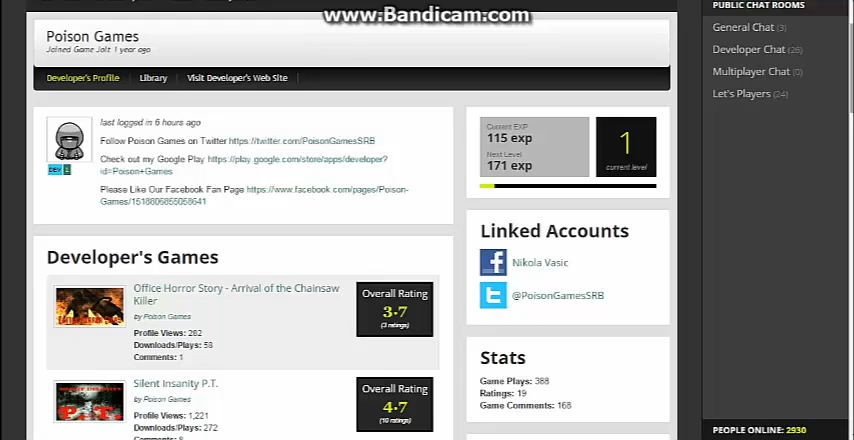 www.Bandicam.com
Poison Games
Joined Game Jolt 1 year ago
Developer's Profile
Library
Visit Developer's Web Site
last logged in 6 hours ago
Follow Poison Games on Twitter https://twitter.com/PoisonGamesSRB
Check out my Google Play https://play.google.com/store/apps/developer?
id=Poison+Games
Please Like Our Facebook Fan Page https://www.facebook.com/pages/Poison-
Games/1518806855058641
DEV 1
Current EXP
115 exp
Next Level
171 exp
1
current level
Linked Accounts
Nikola Vasic
@PoisonGamesSRB
Stats
Game Plays: 388
Ratings: 19
Game Comments: 168
Developer's Games
Office Horror Story - Arrival of the Chainsaw
Killer
by Poison Games
Profile Views: 262
Downloads/Plays: 58
Comments: 1
Overall Rating
3.7
(3 ratings)
Silent Insanity P.T.
by Poison Games
Profile Views: 1,221
Downloads/Plays: 272
Overall Rating
4.7
(10 ratings)
P.T.
PUBLIC CHAT ROOMS
General Chat (3)
Developer Chat (26)
Multiplayer Chat (0)
Let's Players (24)
PEOPLE ONLINE: 2930